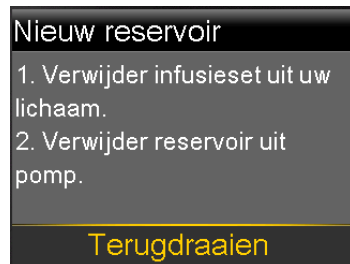 Nieuw reservoir
1. Verwijder infusieset uit uw
lichaam.
2. Verwijder reservoir uit
pomp.
Terugdraaien